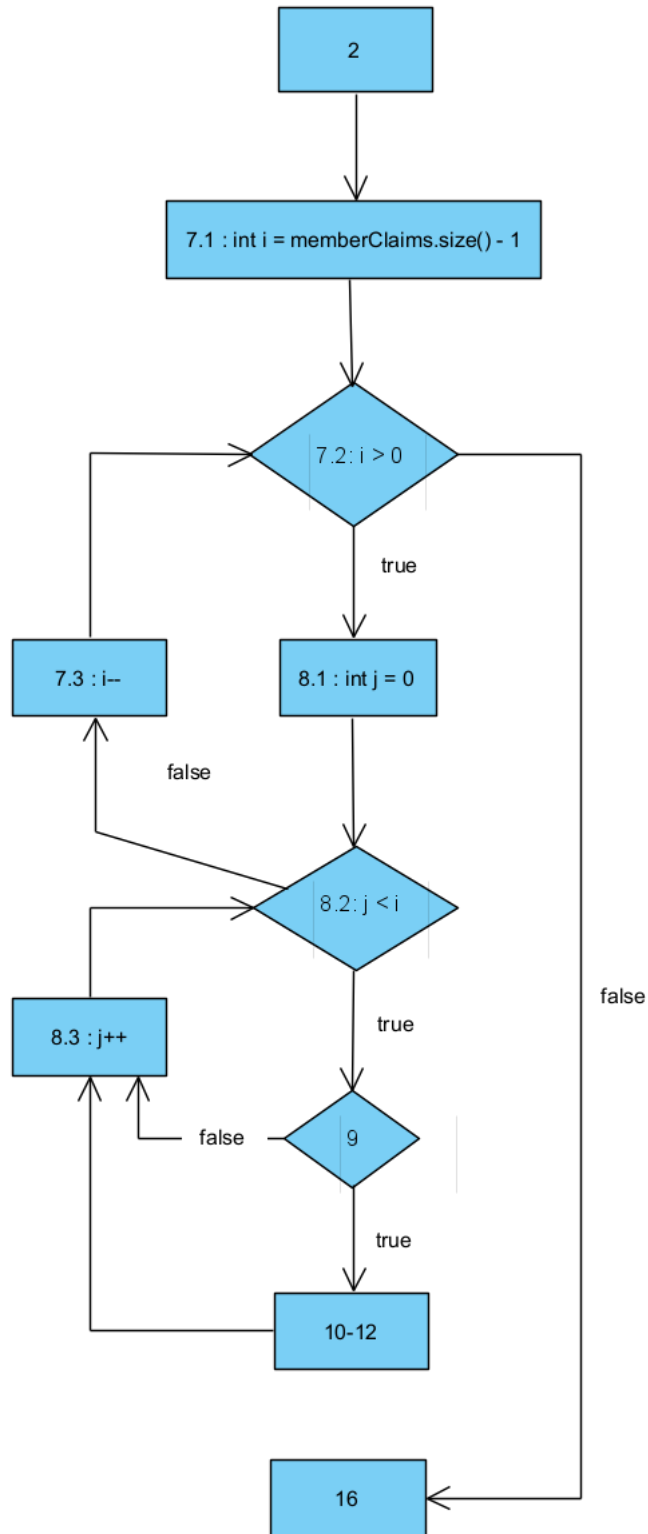 2
7.1 : int i = memberClaims.size() - 1
7.2: i > 0
true
7.3 : i--
8.1 : int j = 0
false
8.2: j < i
false
true
8.3 : j++
false
9
true
10-12
16